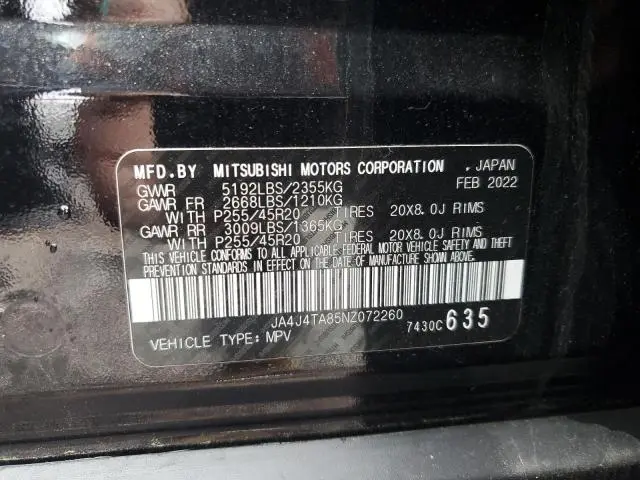 MFD.BY MITSUBISHI MOTORS CORPORATION , JAPAN
GVWR 5192LBS/2355KG FEB 2022
GAWR FR 2668LBS/1210KG
WITH P255/45R20 TIRES 20X8.0J RIMS
GAWR RR 3009LBS/1365KG
WITH P255/45R20 TIRES 20X8.0J RIMS
THIS VEHICLE CONFORMS TO ALL APPLICABLE FEDERAL MOTOR VEHICLE SAFETY AND THEFT
PREVENTION STANDARDS IN EFFECT ON THE DATE OF MANUFACTURE SHOWN ABOVE.
JA4J4TA85NZ072260
7430C 635
VEHICLE TYPE: MPV